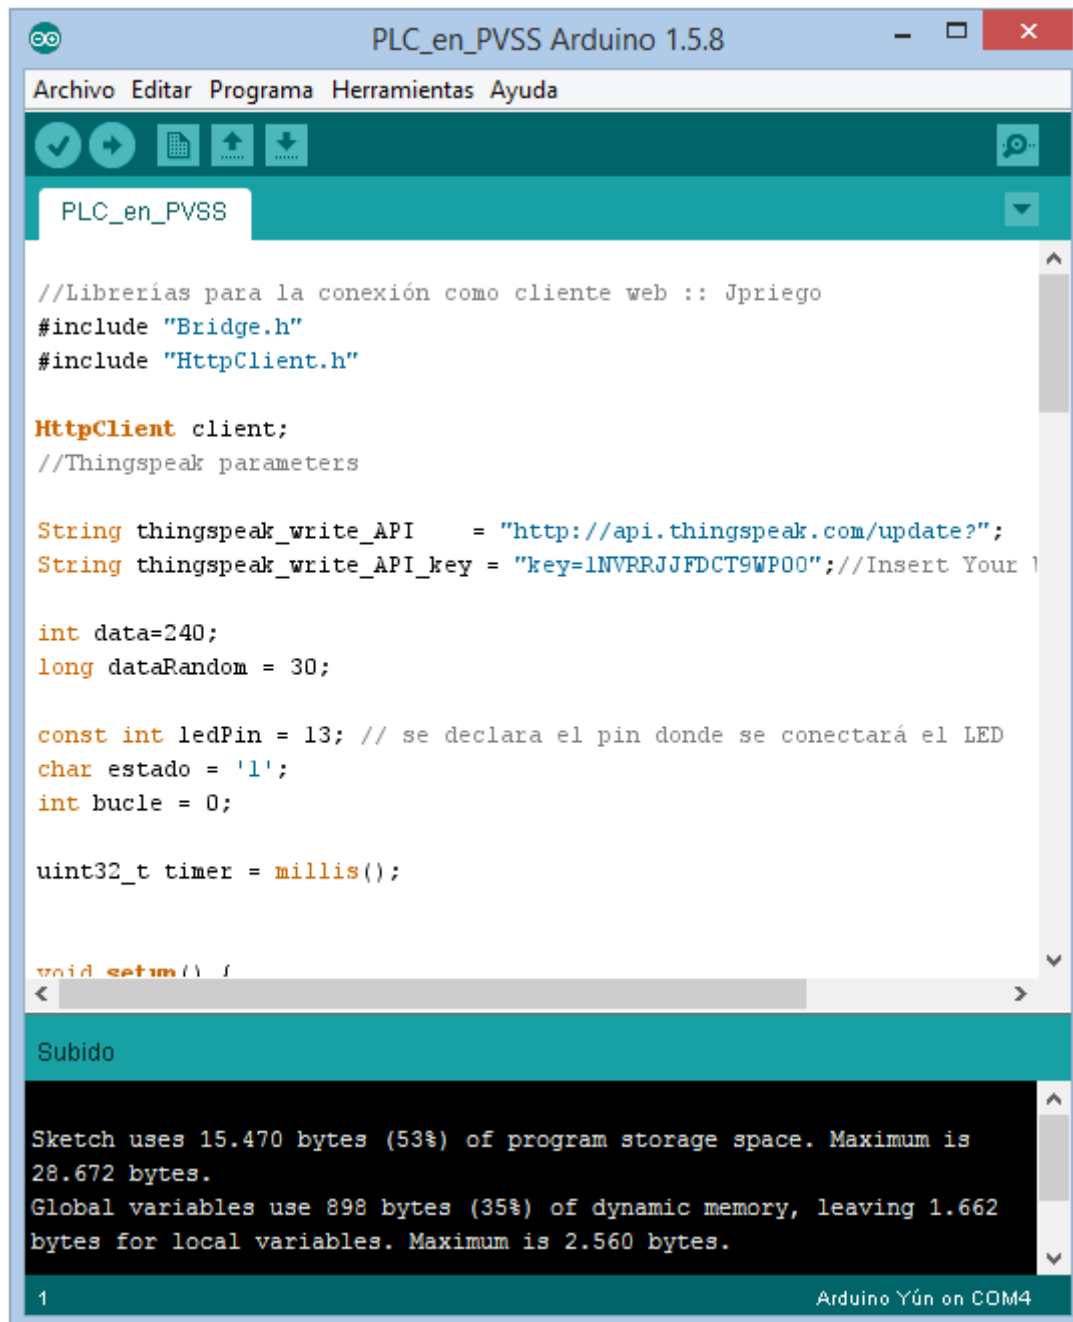 PLC_en_PVSS Arduino 1.5.8
Archivo Editar Programa Herramientas Ayuda
PLC_en_PVSS
//Librerías para la conexión como cliente web :: Jpriego
#include "Bridge.h"
#include "HttpClient.h"
HttpClient client;
//Thingspeak parameters
String thingspeak_write_API    = "http://api.thingspeak.com/update?";
String thingspeak_write_API_key = "key=1NVRRJJFDCT9WP00";//Insert Your
int data=240;
long dataRandom = 30;
const int ledPin = 13; // se declara el pin donde se conectará el LED
char estado = '1';
int bucle = 0;
uint32_t timer = millis();
void setup() {
Subido
Sketch uses 15.470 bytes (53%) of program storage space. Maximum is
28.672 bytes.
Global variables use 898 bytes (35%) of dynamic memory, leaving 1.662
bytes for local variables. Maximum is 2.560 bytes.
1 Arduino Yún on COM4